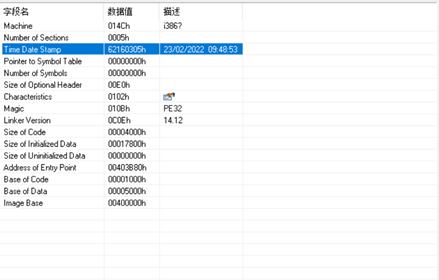 字段名 数据值 描述
Machine 014Ch i386?
Number of Sections 0005h
Time Date Stamp 62160305h 23/02/2022 09:48:53
Pointer to Symbol Table 00000000h
Number of Symbols 00000000h
Size of Optional Header 00E0h
Characteristics 0102h
Magic 010Bh PE32
Linker Version 0C0Eh 14.12
Size of Code 00004000h
Size of Initialized Data 00017800h
Size of Uninitialized Data 00000000h
Address of Entry Point 00403B80h
Base of Code 00001000h
Base of Data 00005000h
Image Base 00400000h